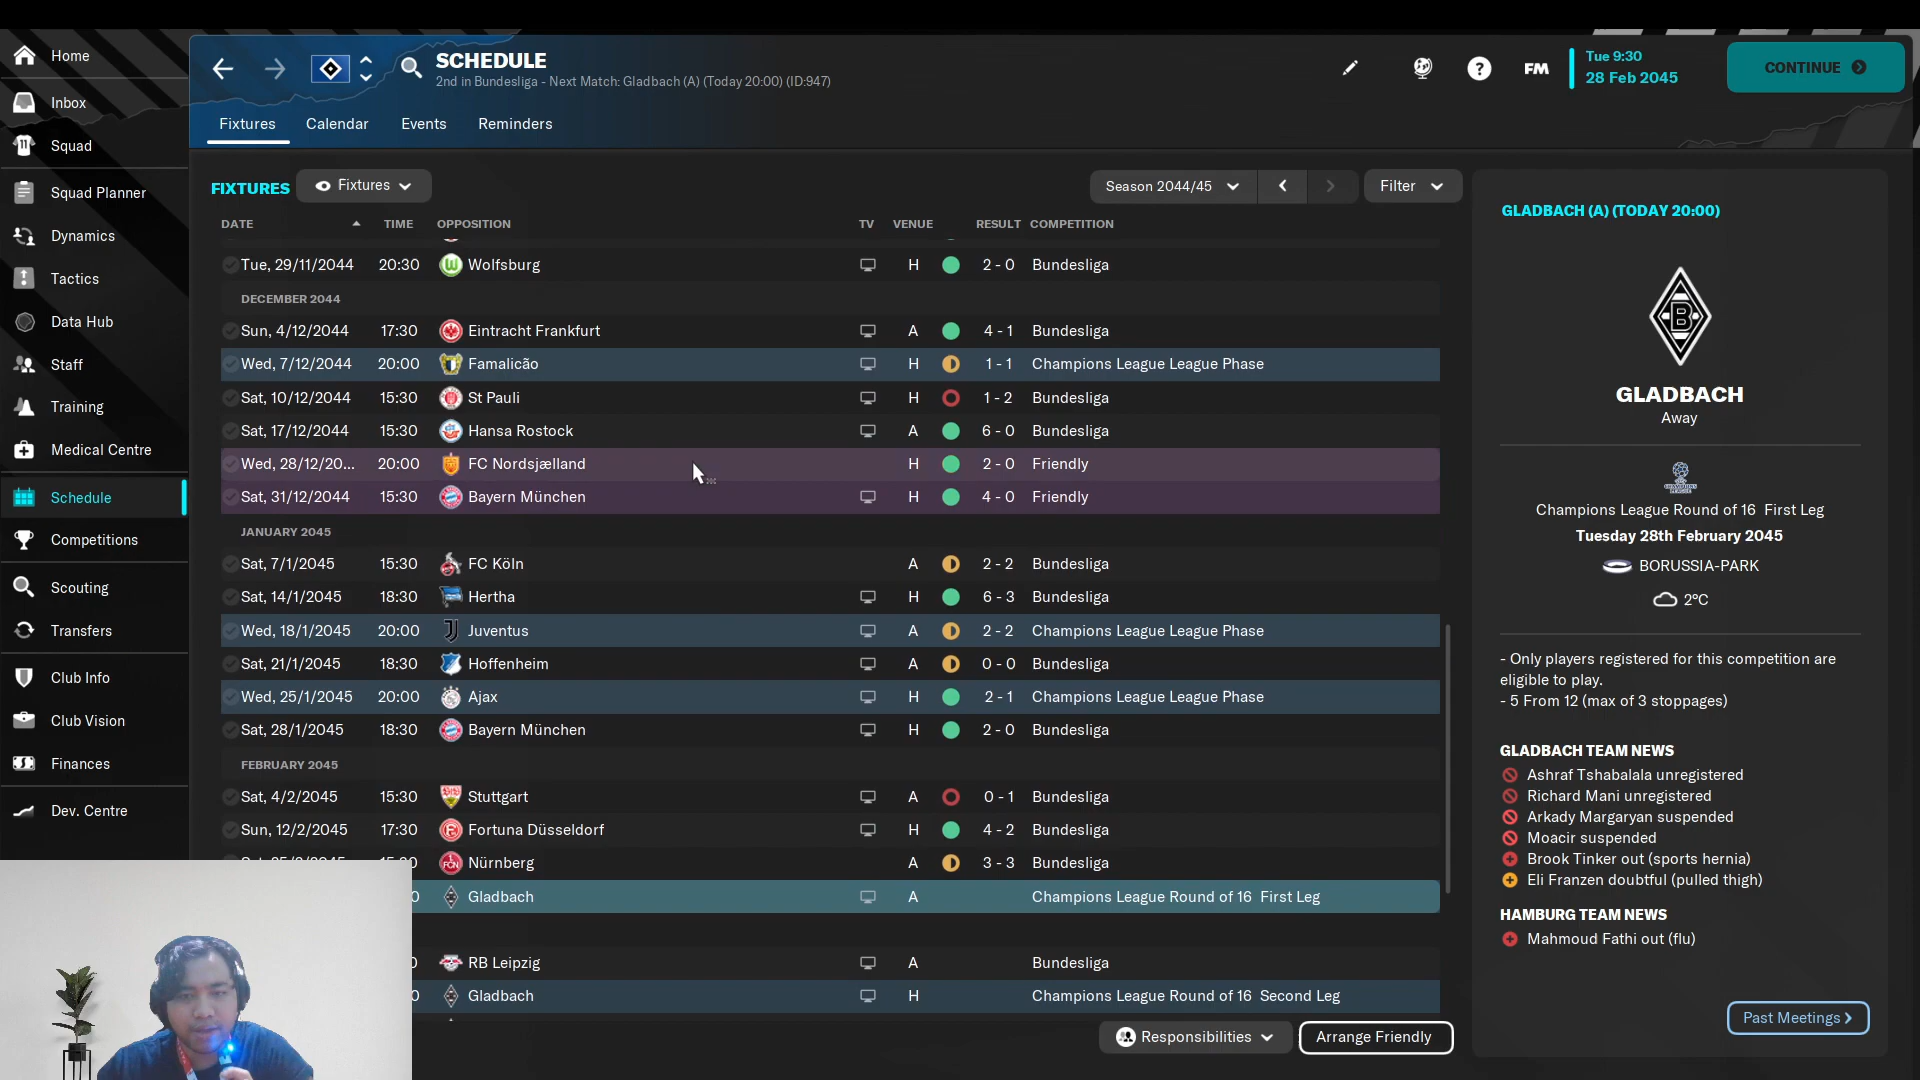 Home
Inbox
Squad
Squad Planner
Dynamics
Tactics
Data Hub
Staff
Training
Medical Centre
Schedule
Competitions
Scouting
Transfers
Club Info
Club Vision
Finances
Dev. Centre
SCHEDULE
2nd in Bundesliga - Next Match: Gladbach (A) (Today 20:00) (ID:947)
FM
Tue 9:30
28 Feb 2045
CONTINUE
Fixtures Calendar Events Reminders
FIXTURES Fixtures Season 2044/45 Filter
DATE TIME OPPOSITION TV VENUE RESULT COMPETITION
Tue, 29/11/2044 20:30 Wolfsburg H 2 - 0 Bundesliga
DECEMBER 2044
Sun, 4/12/2044 17:30 Eintracht Frankfurt A 4 - 1 Bundesliga
Wed, 7/12/2044 20:00 Famalicão H 1 - 1 Champions League League Phase
Sat, 10/12/2044 15:30 St Pauli H 1 - 2 Bundesliga
Sat, 17/12/2044 15:30 Hansa Rostock A 6 - 0 Bundesliga
Wed, 28/12/20... 20:00 FC Nordsjælland H 2 - 0 Friendly
Sat, 31/12/2044 15:30 Bayern München H 4 - 0 Friendly
JANUARY 2045
Sat, 7/1/2045 15:30 FC Köln A 2 - 2 Bundesliga
Sat, 14/1/2045 18:30 Hertha H 6 - 3 Bundesliga
Wed, 18/1/2045 20:00 Juventus A 2 - 2 Champions League League Phase
Sat, 21/1/2045 18:30 Hoffenheim A 0 - 0 Bundesliga
Wed, 25/1/2045 20:00 Ajax H 2 - 1 Champions League League Phase
Sat, 28/1/2045 18:30 Bayern München H 2 - 0 Bundesliga
FEBRUARY 2045
Sat, 4/2/2045 15:30 Stuttgart A 0 - 1 Bundesliga
Sun, 12/2/2045 17:30 Fortuna Düsseldorf H 4 - 2 Bundesliga
Nürnberg A 3 - 3 Bundesliga
0 Gladbach A Champions League Round of 16 First Leg
0 RB Leipzig A Bundesliga
0 Gladbach H Champions League Round of 16 Second Leg
Responsibilities Arrange Friendly
GLADBACH (A) (TODAY 20:00)
B
GLADBACH
Away
CHAMPIONS LEAGUE
Champions League Round of 16 First Leg
Tuesday 28th February 2045
BORUSSIA-PARK
2°C
- Only players registered for this competition are
eligible to play.
- 5 From 12 (max of 3 stoppages)
GLADBACH TEAM NEWS
Ashraf Tshabalala unregistered
Richard Mani unregistered
Arkady Margaryan suspended
Moacir suspended
Brook Tinker out (sports hernia)
Eli Franzen doubtful (pulled thigh)
HAMBURG TEAM NEWS
Mahmoud Fathi out (flu)
Past Meetings